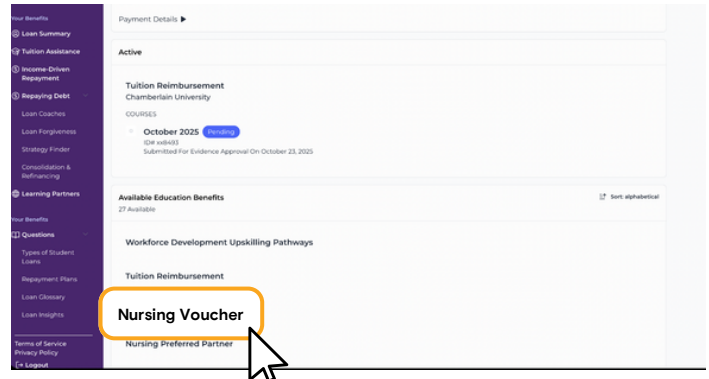 Your Benefits
Loan Summary
Tuition Assistance
Income-Driven
Repayment
Repaying Debt
Loan Coaches
Loan Forgiveness
Strategy Finder
Consolidation &
Refinancing
Learning Partners
Your Benefits
Questions
Types of Student
Loans
Repayment Plans
Loan Glossary
Loan Insights
Terms of Service
Privacy Policy
Logout
Payment Details
Active
Tuition Reimbursement
Chamberlain University
COURSES
October 2025 Pending
ID# xx8493
Submitted For Evidence Approval On October 23, 2025
Available Education Benefits
Sort: alphabetical
27 Available
Workforce Development Upskilling Pathways
Tuition Reimbursement
Nursing Voucher
Nursing Preferred Partner